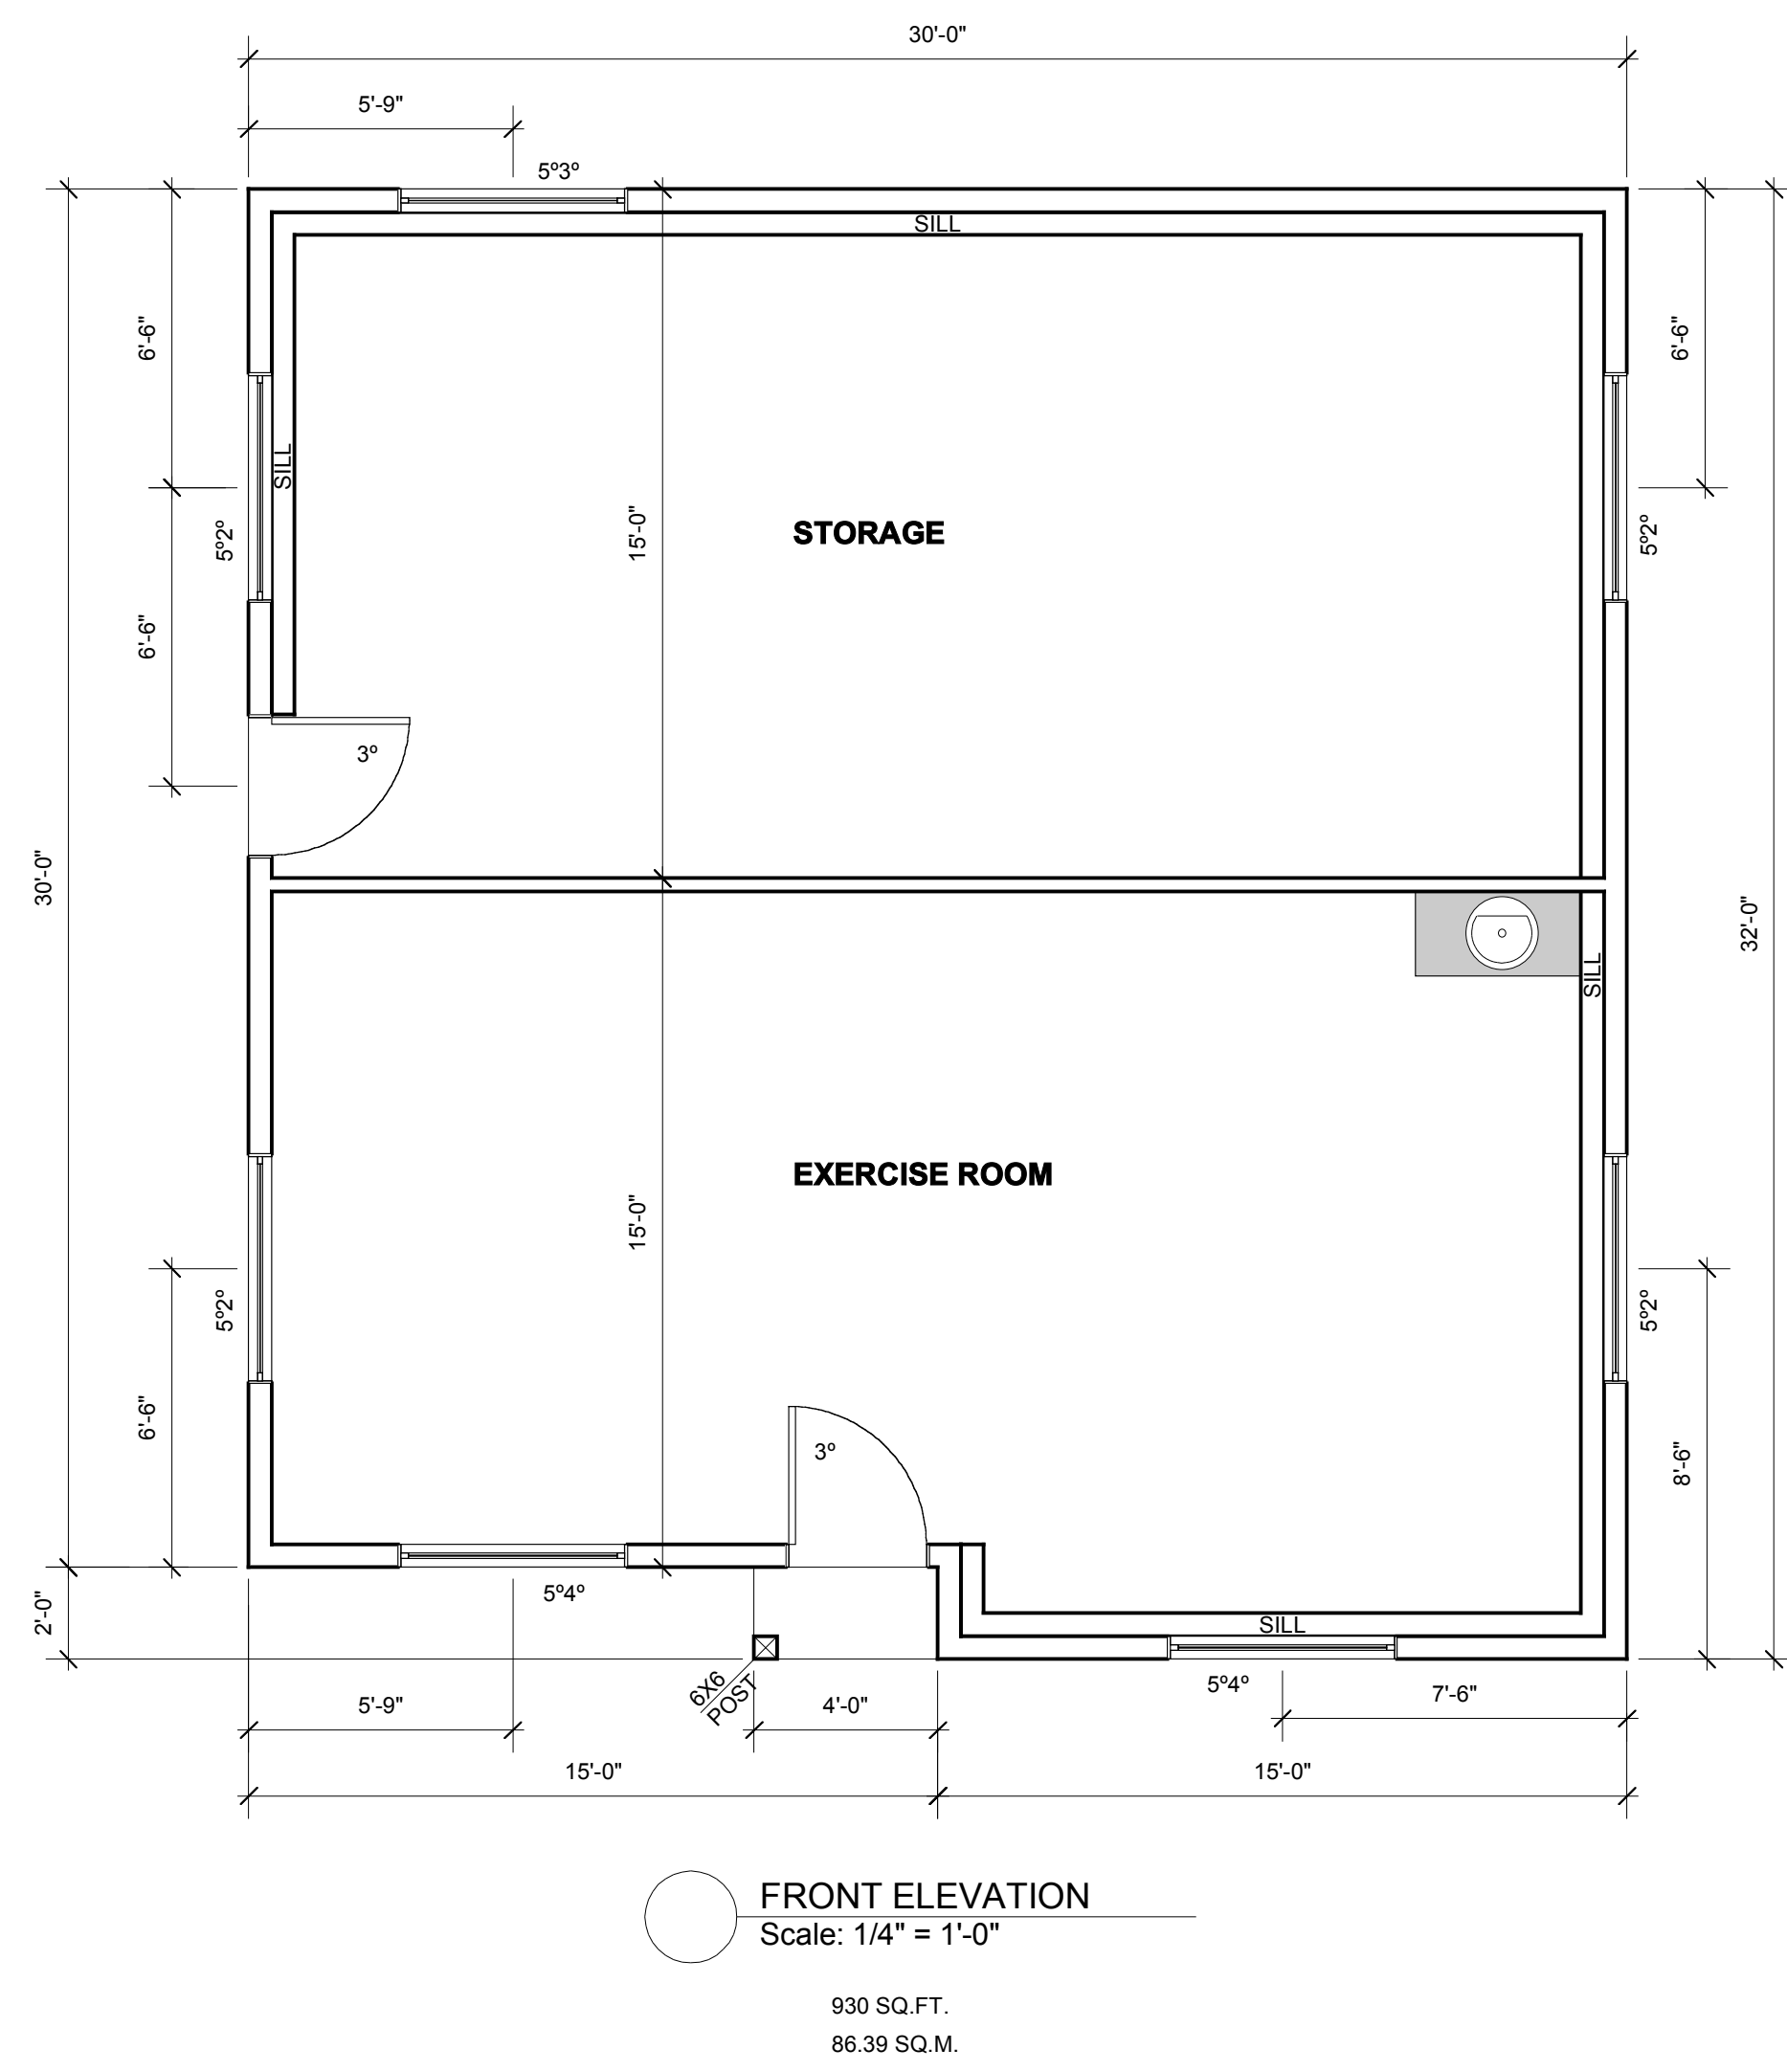 30'-0"
5'-9"
5º3º
SILL
6'-6"
6'-6"
SILL
15'-0"
STORAGE
5º2º
5º2º
6'-6"
3º
30'-0"
32'-0"
SILL
EXERCISE ROOM
15'-0"
5º2º
5º2º
6'-6"
3º
8'-6"
5º4º
2'-0"
SILL
6X6
POST
5º4º
7'-6"
5'-9"
4'-0"
15'-0"
15'-0"
FRONT ELEVATION
Scale: 1/4" = 1'-0"
930 SQ.FT.
86.39 SQ.M.